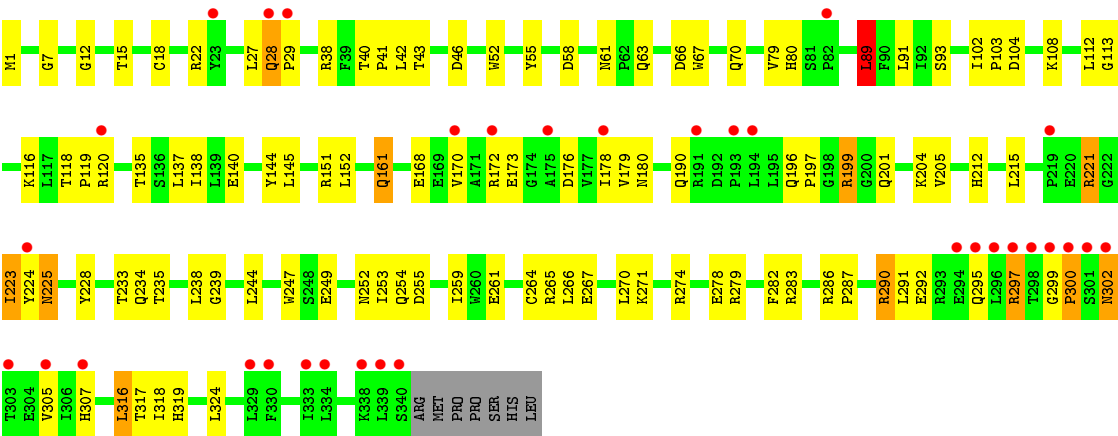 M1 G7 G12 T15 C18 R22 Y23 L27 Q28 P29 R38 F39 T40 P41 L42 T43 D46 W52 Y55 D58 N61 P62 Q63 D66 W67 Q70 V79 H80 S81 P82 L89 F90 L91 I92 S93 I102 P103 D104 K108 L112 G113
K116 L117 T118 P119 R120 T135 S136 L137 I138 L139 E140 Y144 L145 R151 L152 Q161 E168 E169 V170 A171 R172 E173 G174 A175 D176 V177 I178 V179 N180 Q190 R191 D192 P193 L194 L195 Q196 P197 G198 R199 G200 Q201 K204 V205 H212 L215 P219 E220 R221 G222
I223 Y224 N225 Y228 T233 Q234 T235 L238 G239 L244 W247 S248 E249 N252 I253 Q254 D255 I259 W260 E261 C264 R265 L266 E267 L270 K271 R274 E278 R279 F282 R283 R286 P287 R290 L291 E292 R293 E294 Q295 L296 R297 T298 G299 P300 S301 N302
T303 E304 V305 I306 H307 L316 T317 I318 H319 L324 L329 F330 I333 L334 K338 L339 S340 ARG MET PRO PRO SER HIS LEU